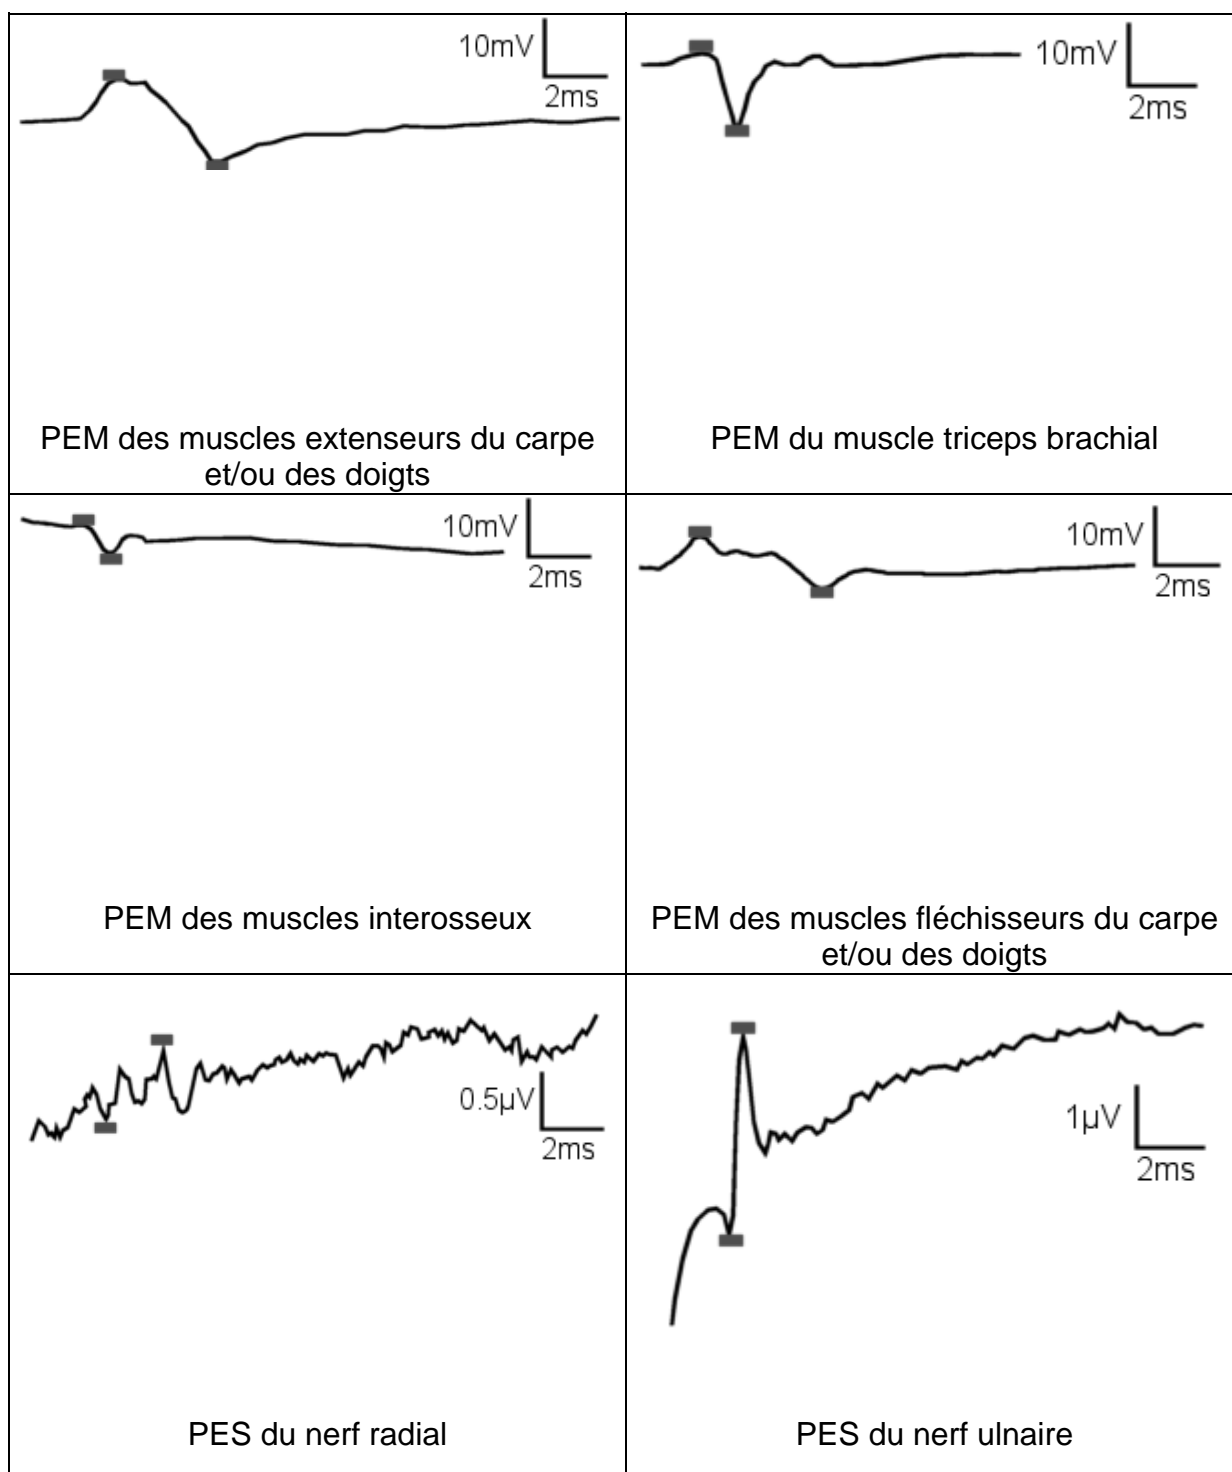 10mV
2ms
PEM des muscles extenseurs du carpe
et/ou des doigts
10mV
2ms
PEM du muscle triceps brachial
10mV
2ms
PEM des muscles interosseux
10mV
2ms
PEM des muscles fléchisseurs du carpe
et/ou des doigts
0.5µV
2ms
PES du nerf radial
1µV
2ms
PES du nerf ulnaire